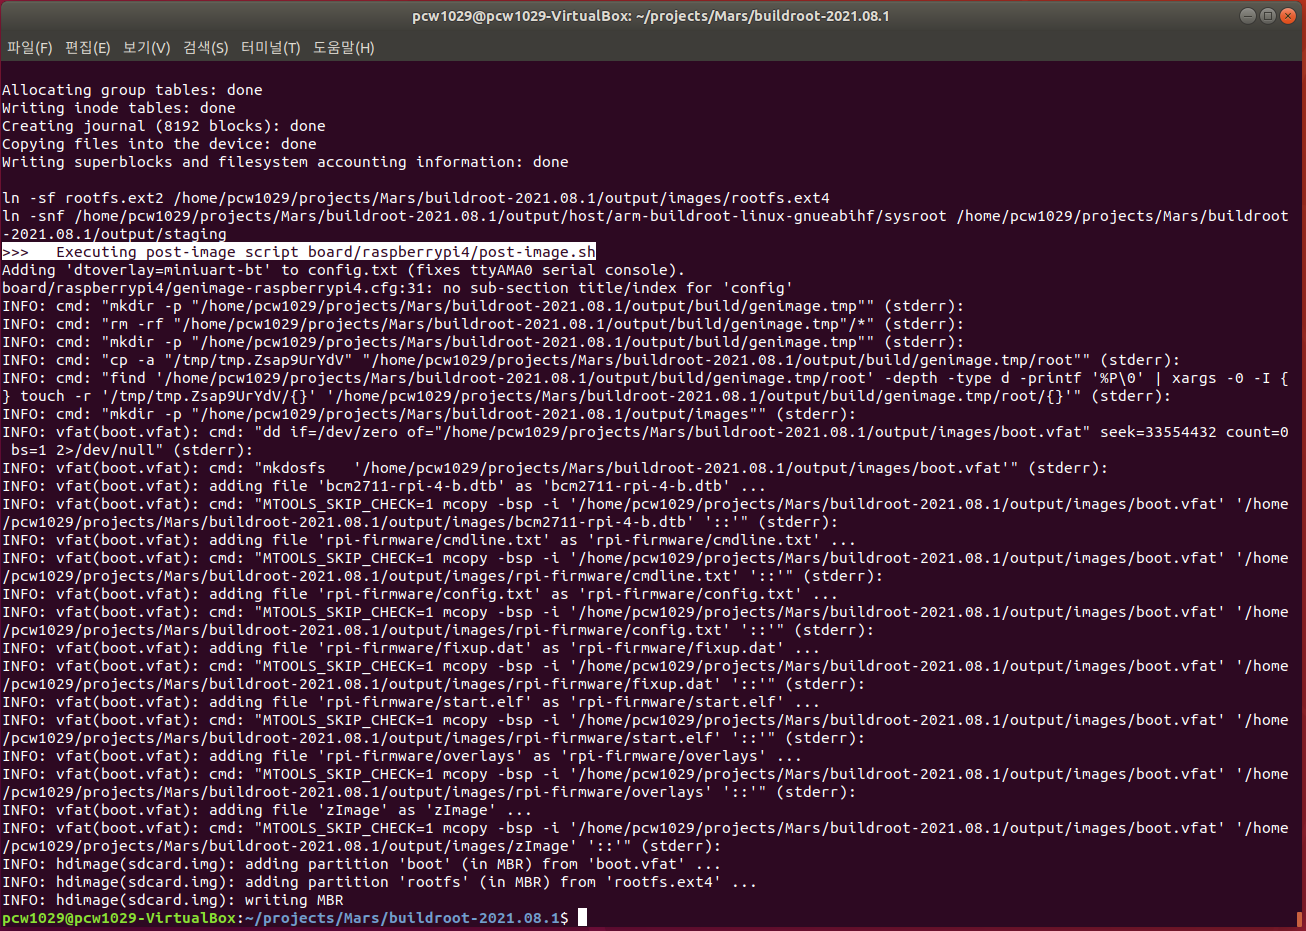 pcw1029@pcw1029-VirtualBox: ~/projects/Mars/buildroot-2021.08.1
파일(F) 편집(E) 보기(V) 검색(S) 터미널(T) 도움말(H)
Allocating group tables: done
Writing inode tables: done
Creating journal (8192 blocks): done
Copying files into the device: done
Writing superblocks and filesystem accounting information: done
ln -sf rootfs.ext2 /home/pcw1029/projects/Mars/buildroot-2021.08.1/output/images/rootfs.ext4
ln -snf /home/pcw1029/projects/Mars/buildroot-2021.08.1/output/host/arm-buildroot-linux-gnueabihf/sysroot /home/pcw1029/projects/Mars/buildroot
-2021.08.1/output/staging
>>>   Executing post-image script board/raspberrypi4/post-image.sh
Adding 'dtoverlay=miniuart-bt' to config.txt (fixes ttyAMA0 serial console).
board/raspberrypi4/genimage-raspberrypi4.cfg:31: no sub-section title/index for 'config'
INFO: cmd: "mkdir -p "/home/pcw1029/projects/Mars/buildroot-2021.08.1/output/build/genimage.tmp"" (stderr):
INFO: cmd: "rm -rf "/home/pcw1029/projects/Mars/buildroot-2021.08.1/output/build/genimage.tmp"/*" (stderr):
INFO: cmd: "mkdir -p "/home/pcw1029/projects/Mars/buildroot-2021.08.1/output/build/genimage.tmp"" (stderr):
INFO: cmd: "cp -a "/tmp/tmp.Zsap9UrYdV" "/home/pcw1029/projects/Mars/buildroot-2021.08.1/output/build/genimage.tmp/root"" (stderr):
INFO: cmd: "find '/home/pcw1029/projects/Mars/buildroot-2021.08.1/output/build/genimage.tmp/root' -depth -type d -printf '%P\0' | xargs -0 -I {
} touch -r '/tmp/tmp.Zsap9UrYdV/{}' '/home/pcw1029/projects/Mars/buildroot-2021.08.1/output/build/genimage.tmp/root/{}'" (stderr):
INFO: cmd: "mkdir -p "/home/pcw1029/projects/Mars/buildroot-2021.08.1/output/images"" (stderr):
INFO: vfat(boot.vfat): cmd: "dd if=/dev/zero of="/home/pcw1029/projects/Mars/buildroot-2021.08.1/output/images/boot.vfat" seek=33554432 count=0
 bs=1 2>/dev/null" (stderr):
INFO: vfat(boot.vfat): cmd: "mkdosfs   '/home/pcw1029/projects/Mars/buildroot-2021.08.1/output/images/boot.vfat'" (stderr):
INFO: vfat(boot.vfat): adding file 'bcm2711-rpi-4-b.dtb' as 'bcm2711-rpi-4-b.dtb' ...
INFO: vfat(boot.vfat): cmd: "MTOOLS_SKIP_CHECK=1 mcopy -bsp -i '/home/pcw1029/projects/Mars/buildroot-2021.08.1/output/images/boot.vfat' '/home
/pcw1029/projects/Mars/buildroot-2021.08.1/output/images/bcm2711-rpi-4-b.dtb' '::'" (stderr):
INFO: vfat(boot.vfat): adding file 'rpi-firmware/cmdline.txt' as 'rpi-firmware/cmdline.txt' ...
INFO: vfat(boot.vfat): cmd: "MTOOLS_SKIP_CHECK=1 mcopy -bsp -i '/home/pcw1029/projects/Mars/buildroot-2021.08.1/output/images/boot.vfat' '/home
/pcw1029/projects/Mars/buildroot-2021.08.1/output/images/rpi-firmware/cmdline.txt' '::'" (stderr):
INFO: vfat(boot.vfat): adding file 'rpi-firmware/config.txt' as 'rpi-firmware/config.txt' ...
INFO: vfat(boot.vfat): cmd: "MTOOLS_SKIP_CHECK=1 mcopy -bsp -i '/home/pcw1029/projects/Mars/buildroot-2021.08.1/output/images/boot.vfat' '/home
/pcw1029/projects/Mars/buildroot-2021.08.1/output/images/rpi-firmware/config.txt' '::'" (stderr):
INFO: vfat(boot.vfat): adding file 'rpi-firmware/fixup.dat' as 'rpi-firmware/fixup.dat' ...
INFO: vfat(boot.vfat): cmd: "MTOOLS_SKIP_CHECK=1 mcopy -bsp -i '/home/pcw1029/projects/Mars/buildroot-2021.08.1/output/images/boot.vfat' '/home
/pcw1029/projects/Mars/buildroot-2021.08.1/output/images/rpi-firmware/fixup.dat' '::'" (stderr):
INFO: vfat(boot.vfat): adding file 'rpi-firmware/start.elf' as 'rpi-firmware/start.elf' ...
INFO: vfat(boot.vfat): cmd: "MTOOLS_SKIP_CHECK=1 mcopy -bsp -i '/home/pcw1029/projects/Mars/buildroot-2021.08.1/output/images/boot.vfat' '/home
/pcw1029/projects/Mars/buildroot-2021.08.1/output/images/rpi-firmware/start.elf' '::'" (stderr):
INFO: vfat(boot.vfat): adding file 'rpi-firmware/overlays' as 'rpi-firmware/overlays' ...
INFO: vfat(boot.vfat): cmd: "MTOOLS_SKIP_CHECK=1 mcopy -bsp -i '/home/pcw1029/projects/Mars/buildroot-2021.08.1/output/images/boot.vfat' '/home
/pcw1029/projects/Mars/buildroot-2021.08.1/output/images/rpi-firmware/overlays' '::'" (stderr):
INFO: vfat(boot.vfat): adding file 'zImage' as 'zImage' ...
INFO: vfat(boot.vfat): cmd: "MTOOLS_SKIP_CHECK=1 mcopy -bsp -i '/home/pcw1029/projects/Mars/buildroot-2021.08.1/output/images/boot.vfat' '/home
/pcw1029/projects/Mars/buildroot-2021.08.1/output/images/zImage' '::'" (stderr):
INFO: hdimage(sdcard.img): adding partition 'boot' (in MBR) from 'boot.vfat' ...
INFO: hdimage(sdcard.img): adding partition 'rootfs' (in MBR) from 'rootfs.ext4' ...
INFO: hdimage(sdcard.img): writing MBR
pcw1029@pcw1029-VirtualBox:~/projects/Mars/buildroot-2021.08.1$